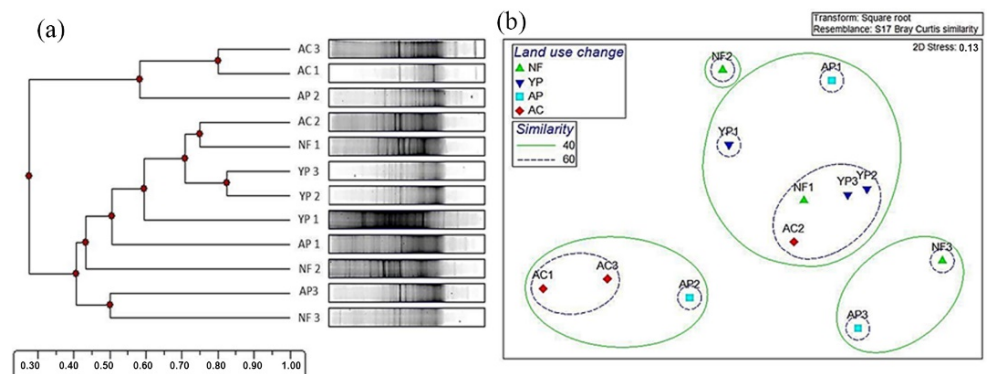 (a)
AC 3
AC 1
AP 2
AC 2
NF 1
YP 3
YP 2
YP 1
AP 1
NF 2
AP3
NF 3
0.30 0.40 0.50 0.60 0.70 0.80 0.90 1.00
(b)
Transform: Square root
Resemblance: S17 Bray Curtis similarity
2D Stress: 0.13
Land use change
NF
YP
AP
AC
Similarity
40
60
NF2
AP1
YP1
YP3 YP2
NF1
AC2
NF3
AC1 AC3
AP2
AP3